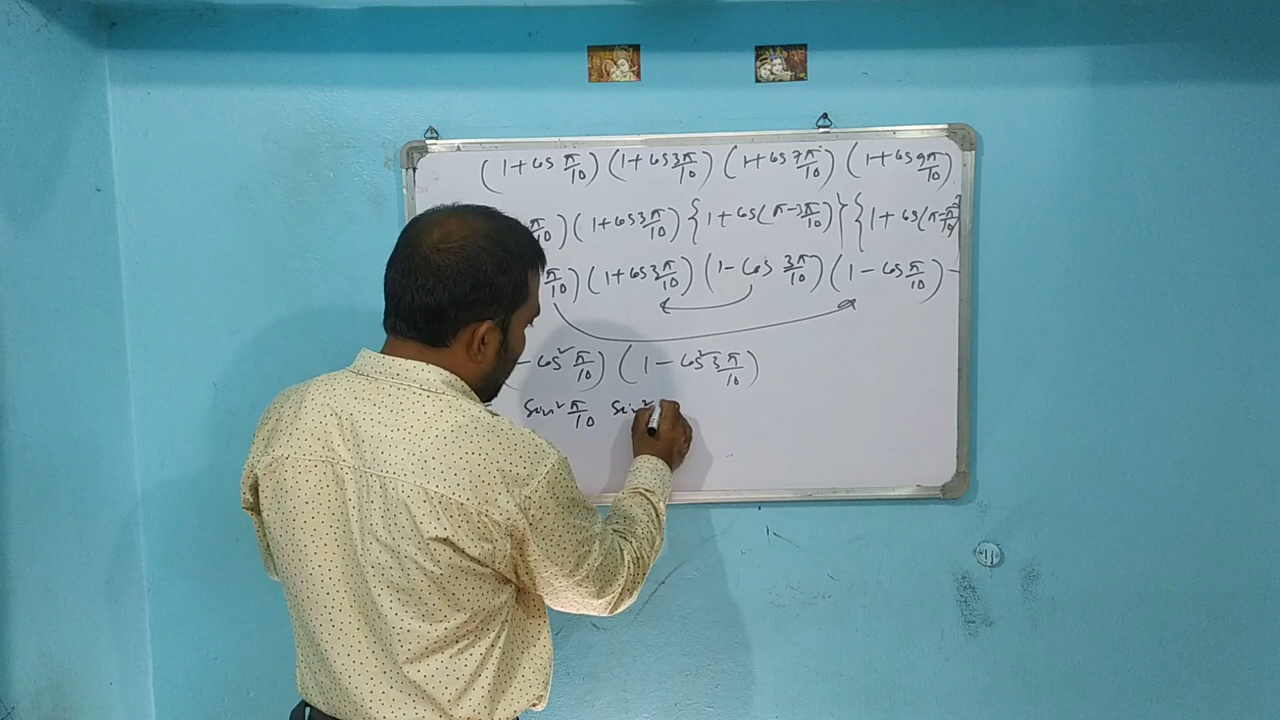 (1 + cos π/10) (1 + cos 3π/10) (1 + cos 7π/10) (1 + cos 9π/10)
π/10) (1 + cos 3π/10) {1 + cos(π - 3π/10)} {1 + cos(π - π/10)}
π/10) (1 + cos 3π/10) (1 - cos 3π/10) (1 - cos π/10)
- cos² π/10) (1 - cos² 3π/10)
sin² π/10 sin²